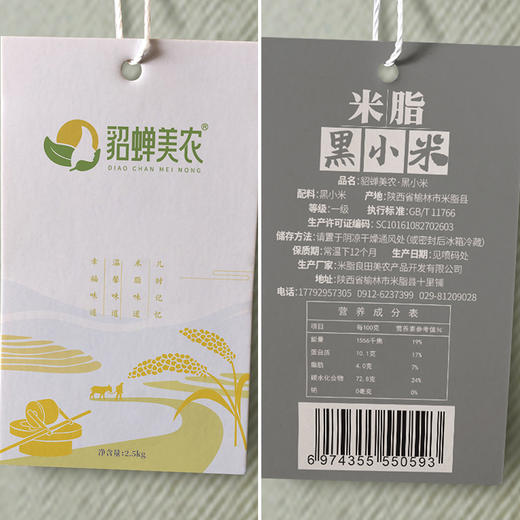 貂蝉美农®
DIAO CHAN MEI NONG
儿时记忆
米脂味道
温馨味道
幸福味道
净含量:2.5kg
米脂
黑小米
品名:貂蝉美农·黑小米
配料:黑小米 产地:陕西省榆林市米脂县
等级:一级 执行标准:GB/T 11766
生产许可证编码:SC10161082702603
储存方法:请置于阴凉干燥通风处(或密封后冰箱冷藏)
保质期:常温下12个月 生产日期:见喷码处
生产厂家:米脂良田美农产品开发有限公司
地址:陕西省榆林市米脂县十里铺
电话:17792957305 0912-6237399 029-81209028
营养成分表
项目 每100克 营养素参考值%
能量 1556千焦 19%
蛋白质 10.1克 17%
脂肪 4.0克 7%
碳水化合物 72.8克 24%
钠 0毫克 0%
6 974355 550593